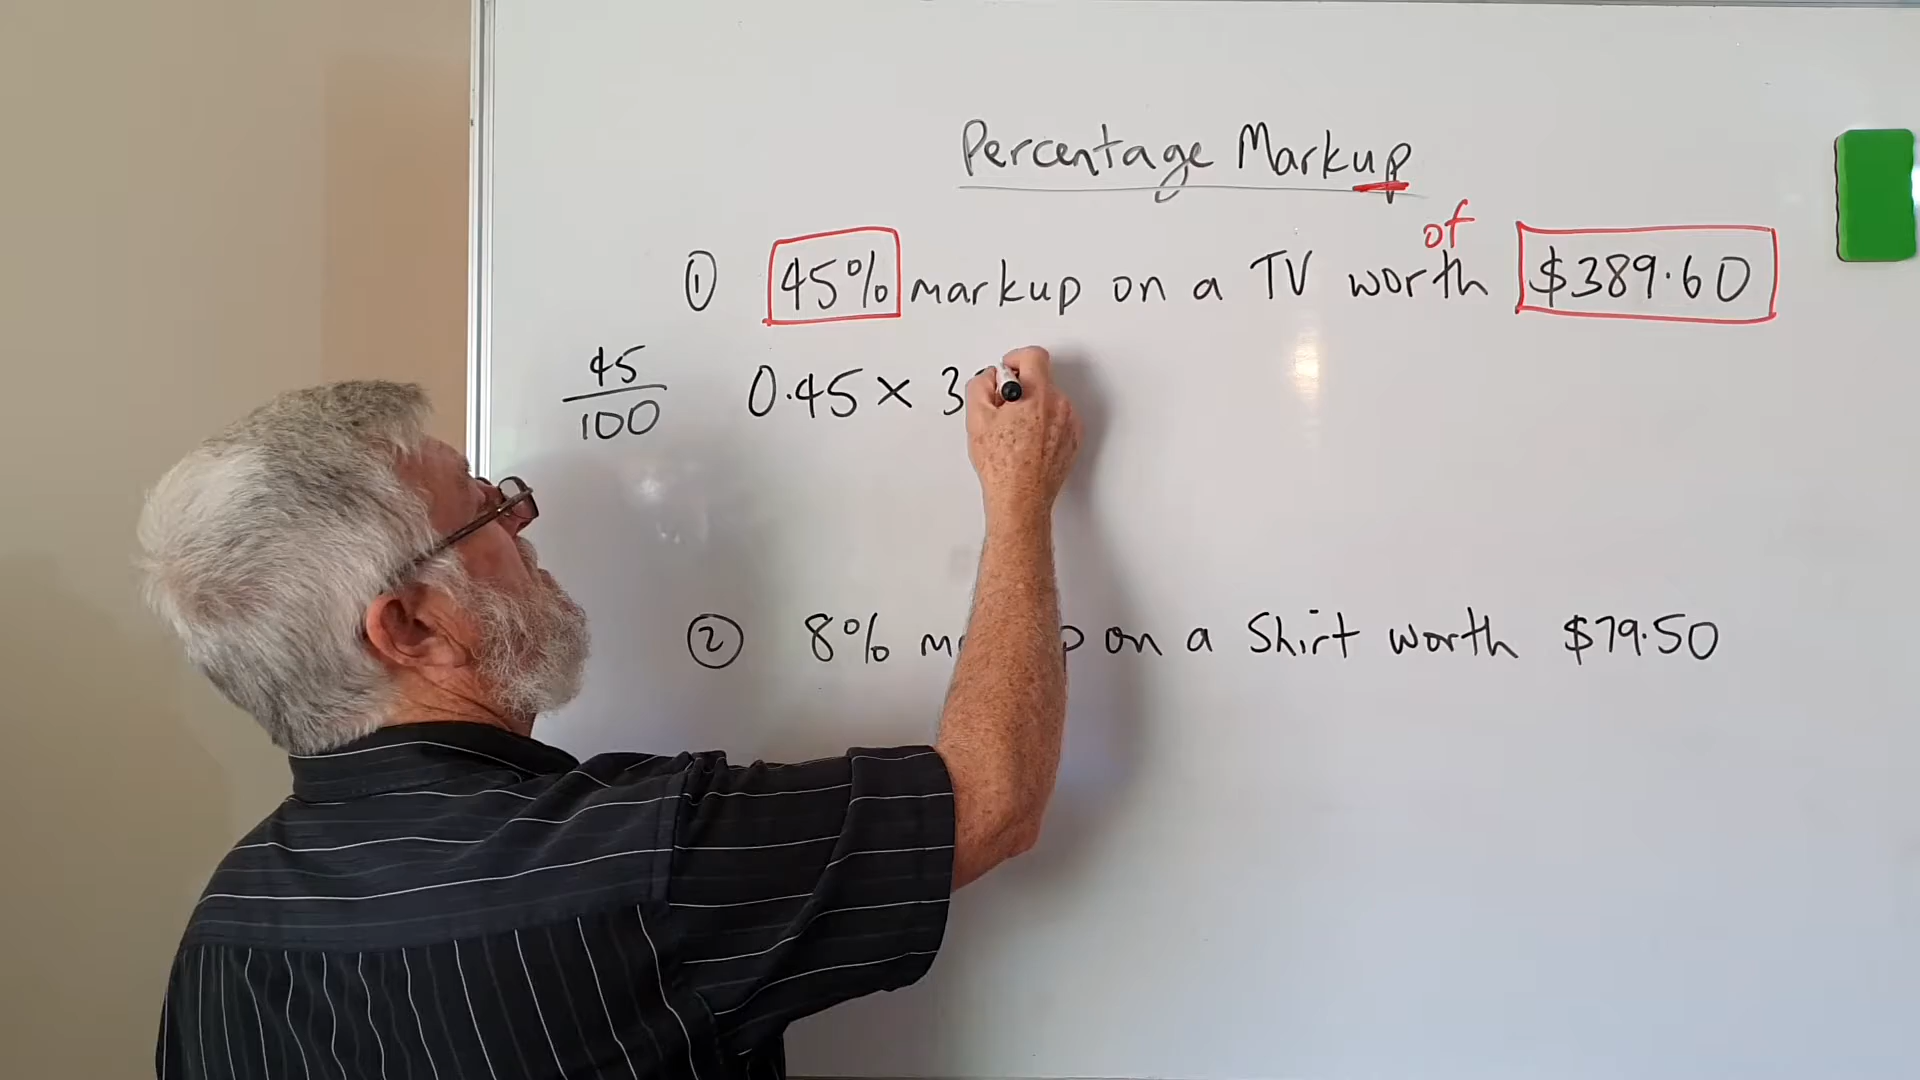 Percentage Markup
of
① 45% markup on a TV worth $389.60
45
100
0.45 × 3
② 8% on a Shirt worth $79.50